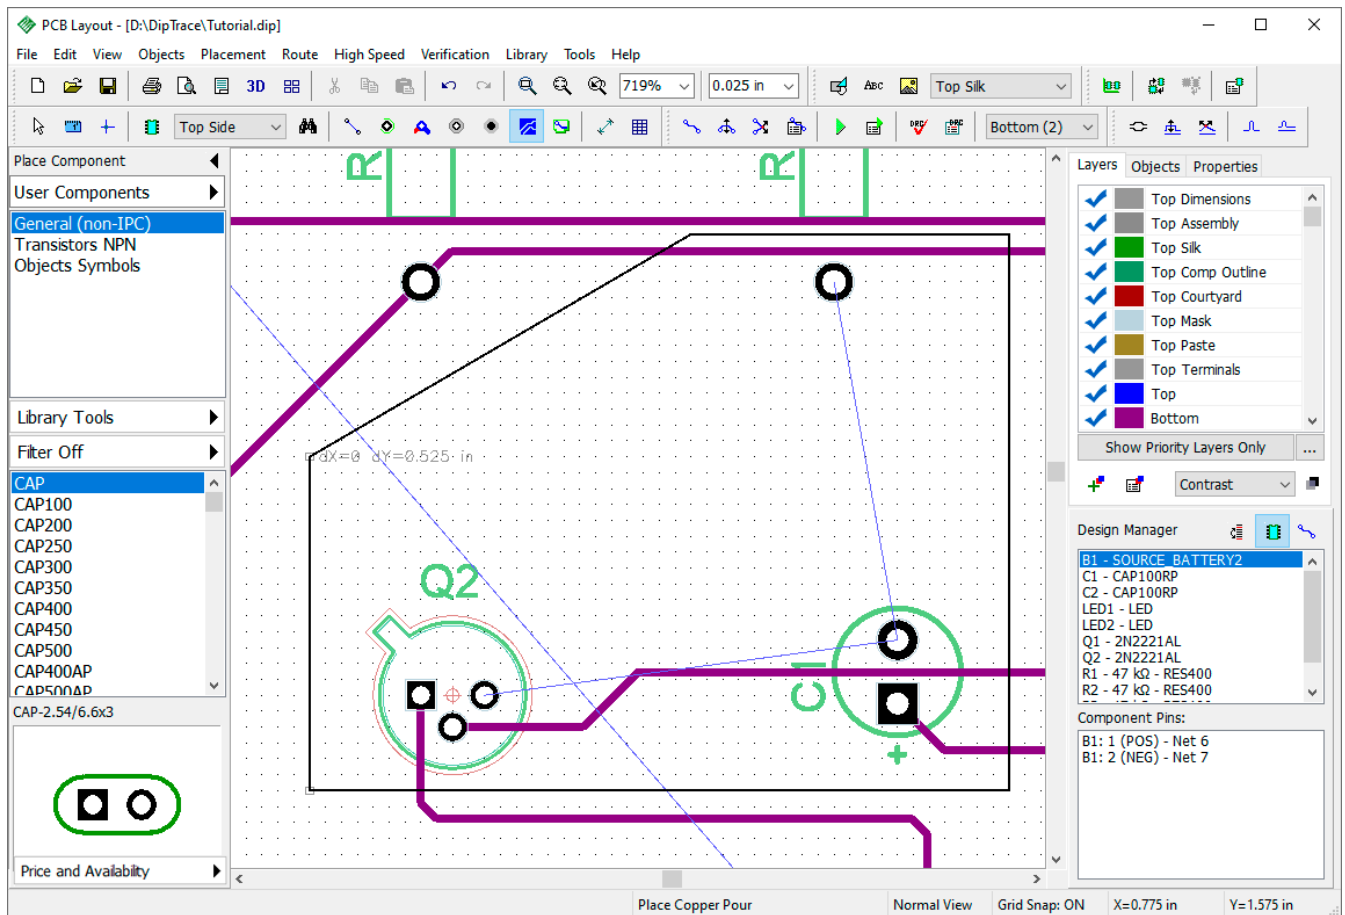 PCB Layout - [D:\DipTrace\Tutorial.dip]
File Edit View Objects Placement Route High Speed Verification Library Tools Help
3D 719% 0.025 in ABC Top Silk
Top Side DRC DRC Bottom (2)
Place Component
User Components
General (non-IPC)
Transistors NPN
Objects Symbols
Library Tools
Filter Off
CAP
CAP100
CAP200
CAP250
CAP300
CAP350
CAP400
CAP450
CAP500
CAP400AP
CAP500AP
CAP-2.54/6.6x3
Price and Availability
R
R
dX=0 dY=0.525 in
Q2
C1
+
Layers Objects Properties
Top Dimensions
Top Assembly
Top Silk
Top Comp Outline
Top Courtyard
Top Mask
Top Paste
Top Terminals
Top
Bottom
Show Priority Layers Only ...
Contrast
Design Manager
B1 - SOURCE_BATTERY2
C1 - CAP100RP
C2 - CAP100RP
LED1 - LED
LED2 - LED
Q1 - 2N2221AL
Q2 - 2N2221AL
R1 - 47 kΩ - RES400
R2 - 47 kΩ - RES400
Component Pins:
B1: 1 (POS) - Net 6
B1: 2 (NEG) - Net 7
Place Copper Pour Normal View Grid Snap: ON X=0.775 in Y=1.575 in